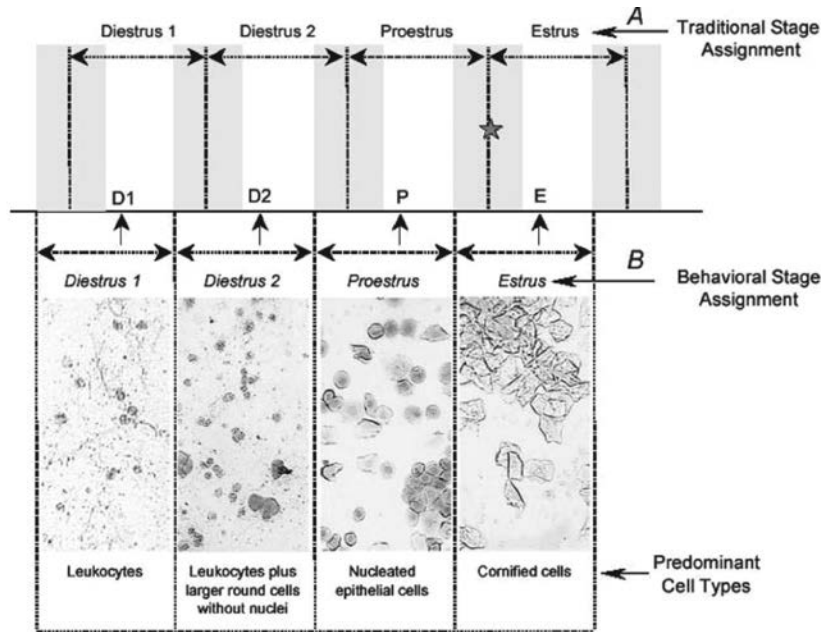 Diestrus 1 Diestrus 2 Proestrus Estrus A Traditional Stage
Assignment
D1 D2 P E
B
Diestrus 1 Diestrus 2 Proestrus Estrus Behavioral Stage
Assignment
Leukocytes
Leukocytes plus
larger round cells
without nuclei
Nucleated
epithelial cells
Cornified cells
Predominant
Cell Types